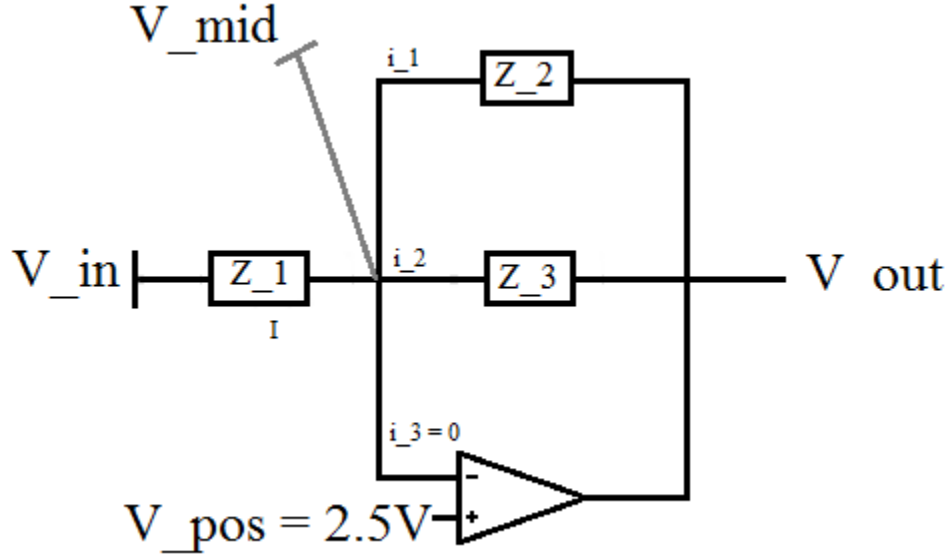 V_mid
i_1
Z_2
V_in
Z_1
i_2
Z_3
V out
I
i_3 = 0
-
V_pos = 2.5V
+